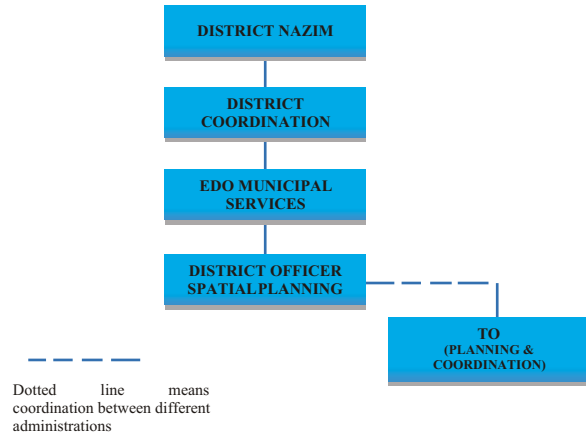 DISTRICT NAZIM
DISTRICT
COORDINATION
EDO MUNICIPAL
SERVICES
DISTRICT OFFICER
SPATIAL PLANNING
TO
(PLANNING &
COORDINATION)
Dotted line means
coordination between different
administrations